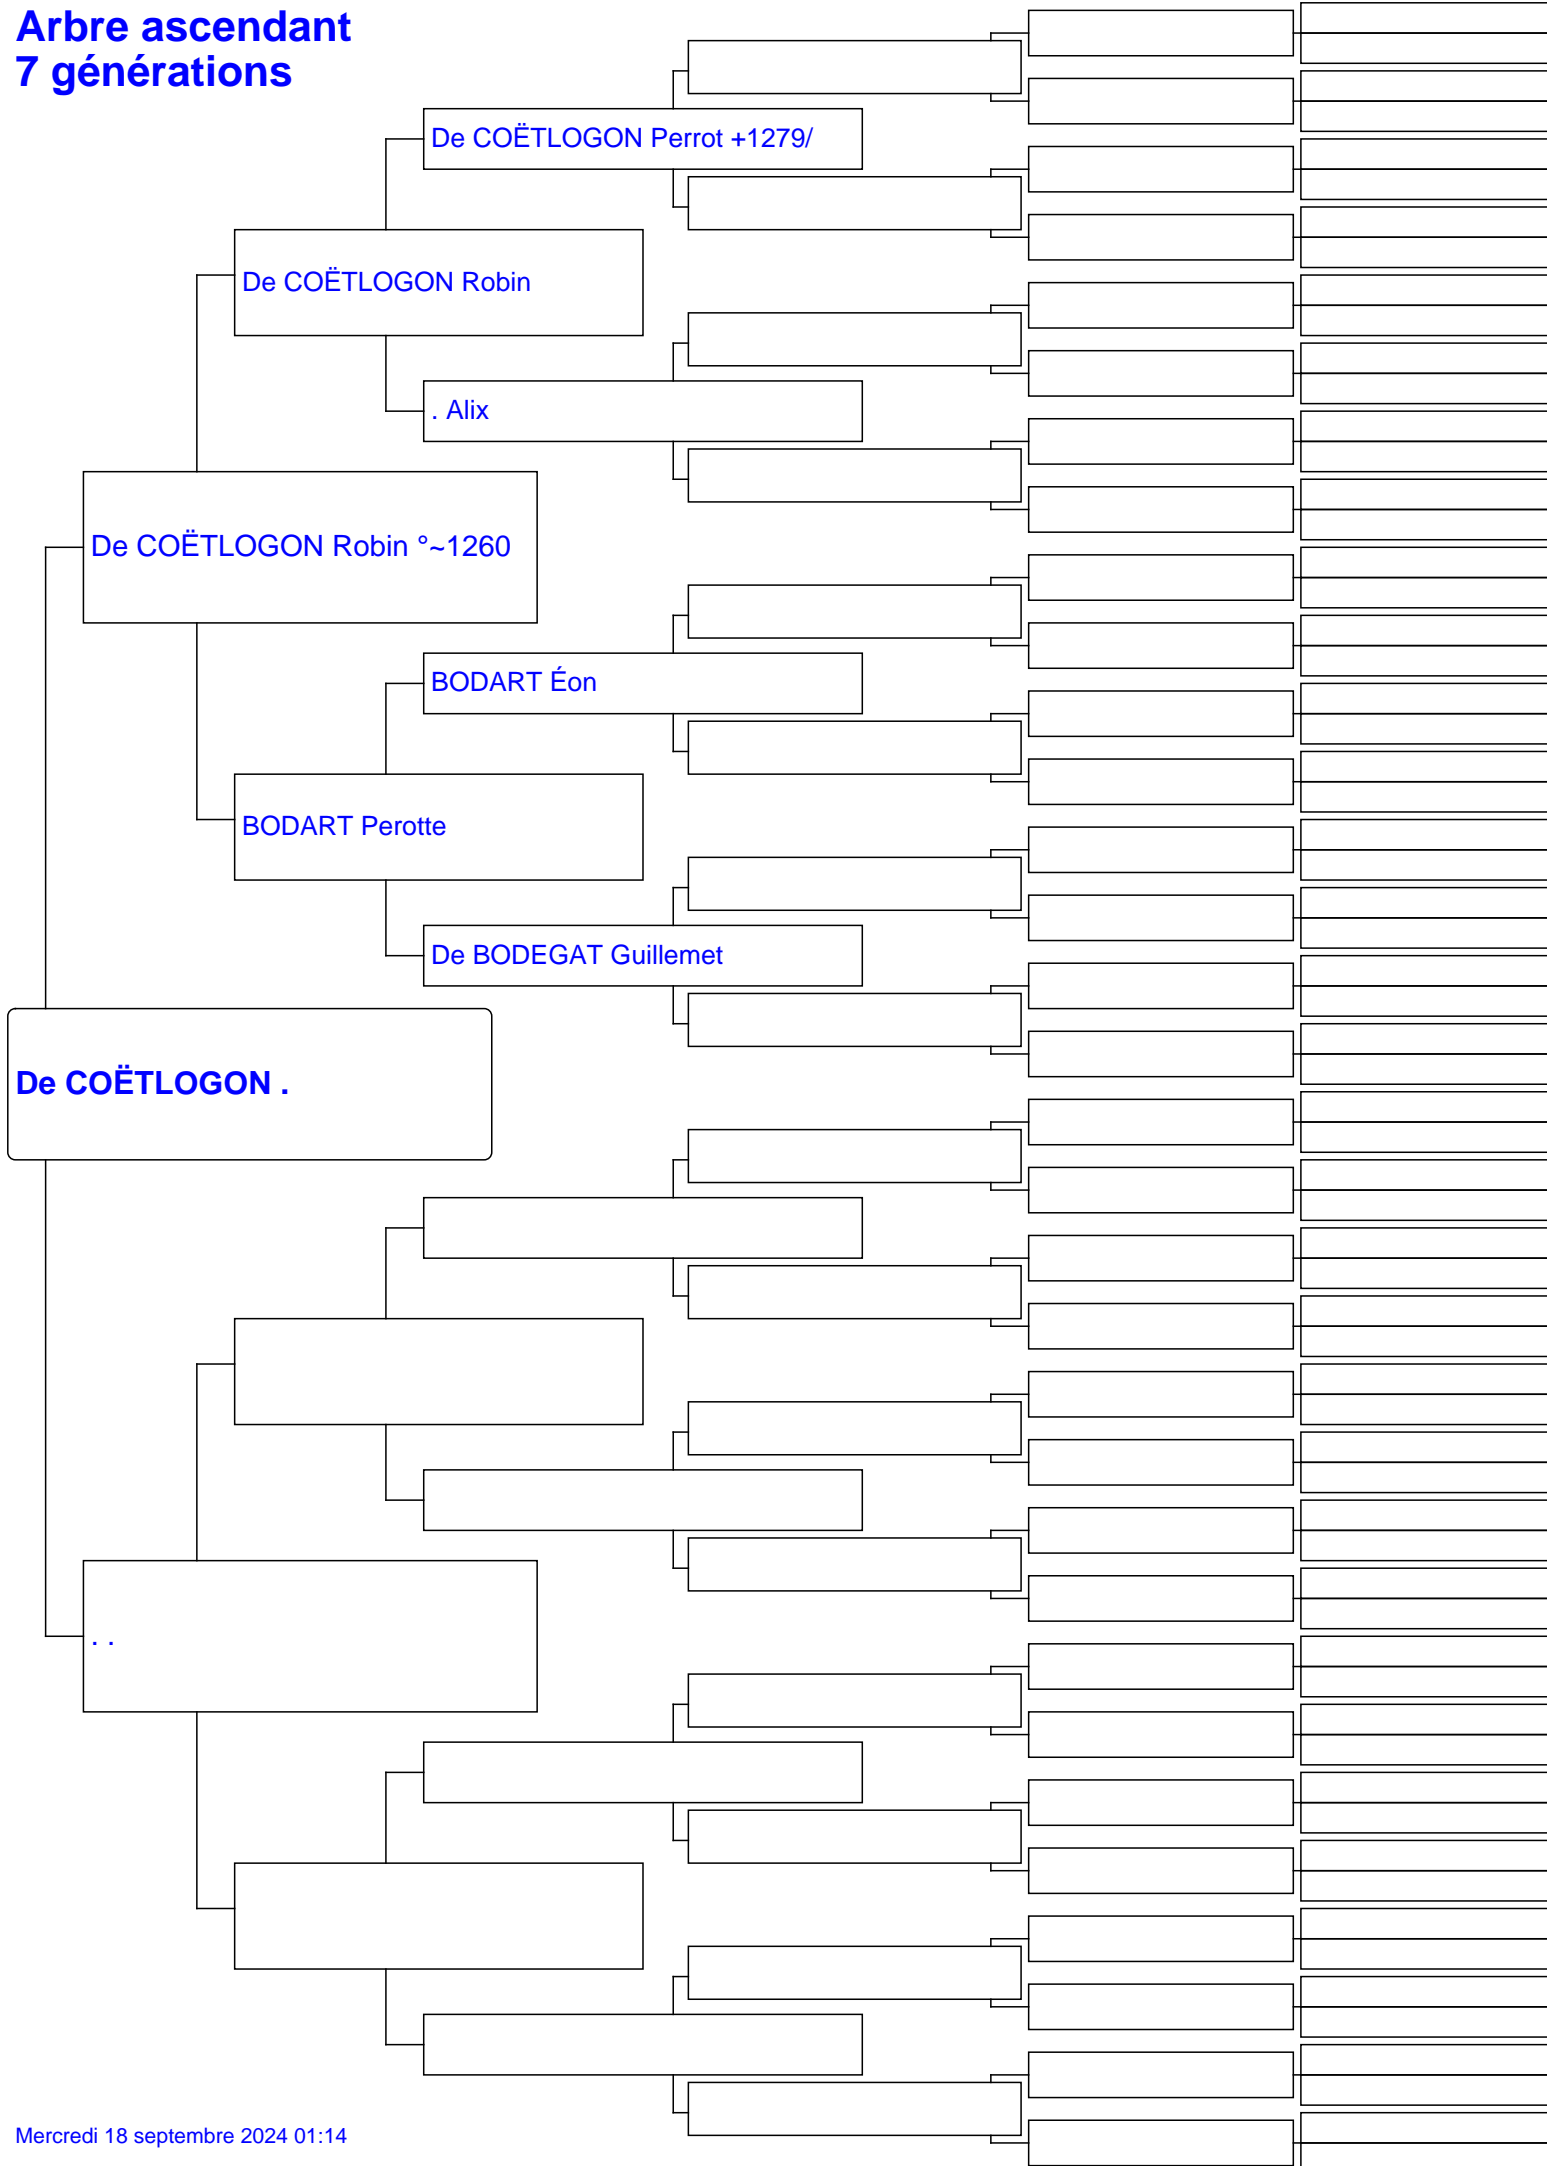 Arbre ascendant
7 générations
De COËTLOGON Perrot +1279/
De COËTLOGON Robin
. Alix
De COËTLOGON Robin °~1260
BODART Éon
BODART Perotte
De BODEGAT Guillemet
De COËTLOGON .
. .
Mercredi 18 septembre 2024 01:14